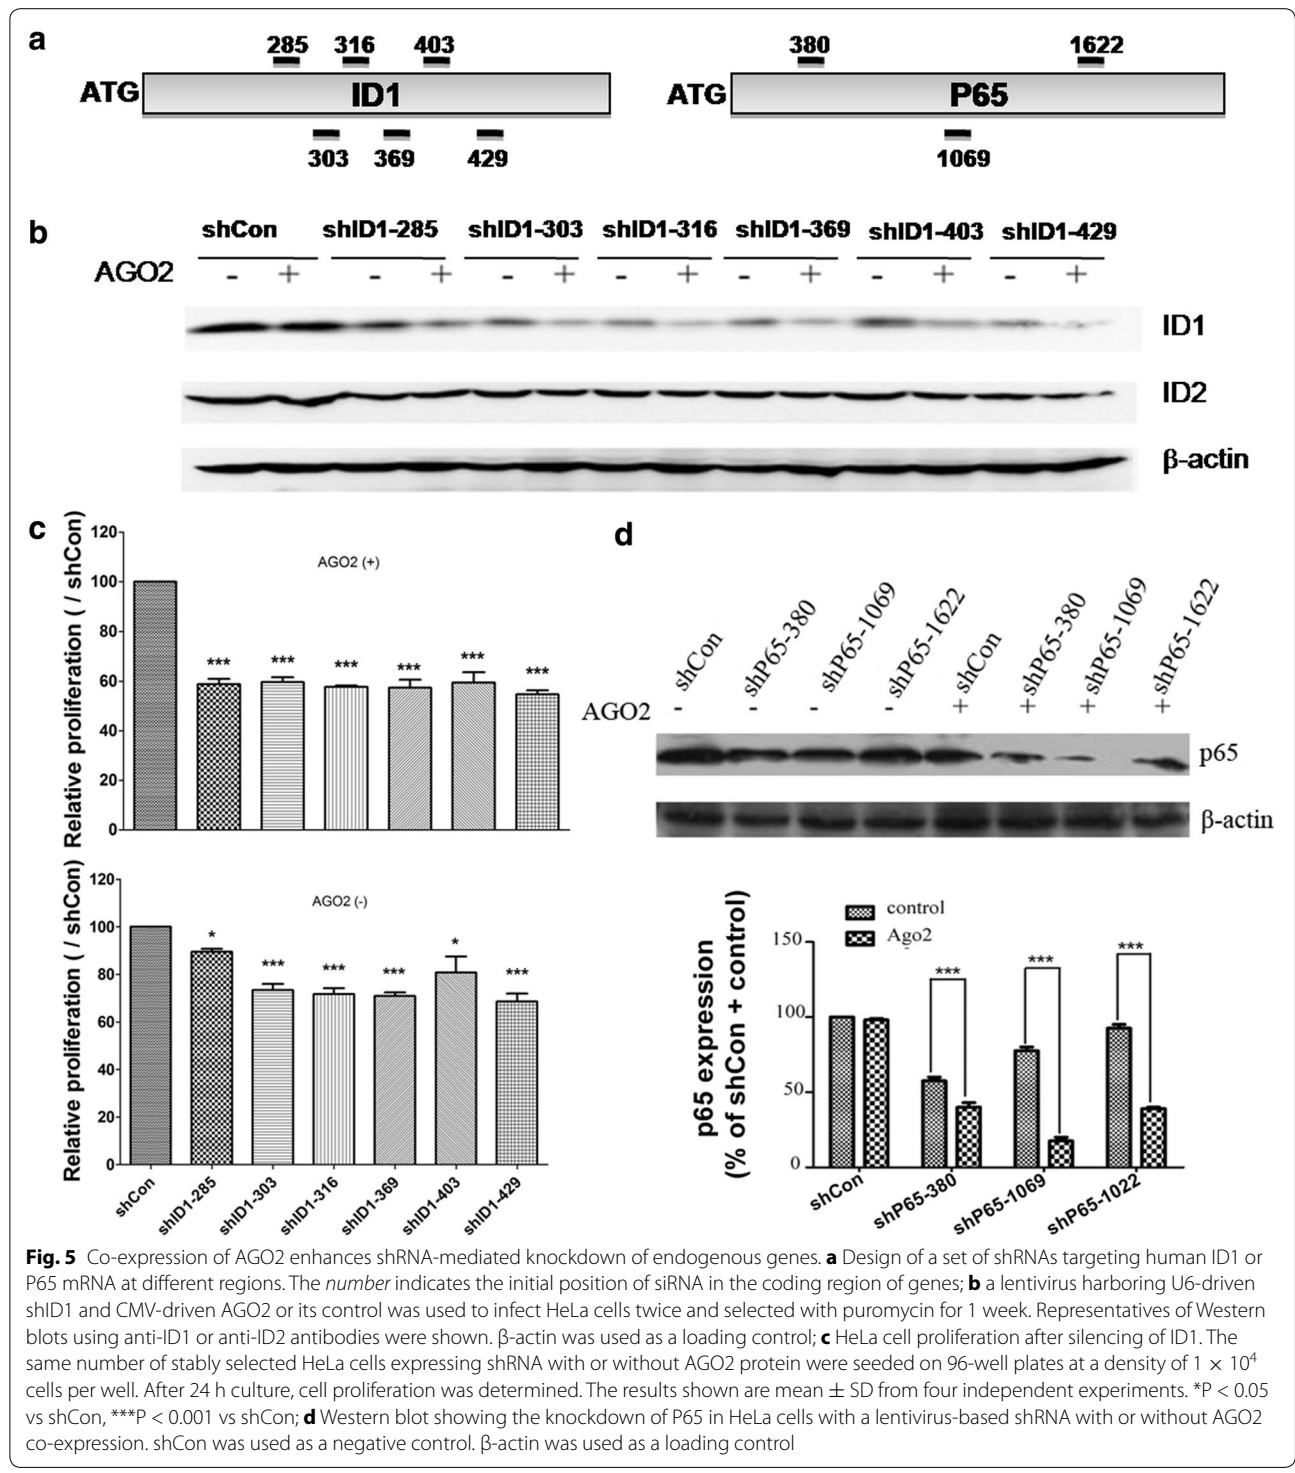 a
285 316 403
ATG ID1
303 369 429
380 1622
ATG P65
1069
b
shCon shID1-285 shID1-303 shID1-316 shID1-369 shID1-403 shID1-429
AGO2 - + - + - + - + - + - + - +
ID1
ID2
β-actin
c
Relative proliferation ( / shCon)
AGO2 (+)
120
100
80
60
40
20
0
*** *** *** *** *** ***
Relative proliferation ( / shCon)
AGO2 (-)
120
100
80
60
40
20
0
* *** *** *** * ***
shCon shID1-285 shID1-303 shID1-316 shID1-369 shID1-403 shID1-429
d
shCon shP65-380 shP65-1069 shP65-1622 shCon shP65-380 shP65-1069 shP65-1622
AGO2 - - - - + + + +
p65
β-actin
p65 expression
(% of shCon + control)
control
Ago2
150
100
50
0
*** *** ***
shCon shP65-380 shP65-1069 shP65-1022
Fig. 5 Co-expression of AGO2 enhances shRNA-mediated knockdown of endogenous genes. a Design of a set of shRNAs targeting human ID1 or
P65 mRNA at different regions. The number indicates the initial position of siRNA in the coding region of genes; b a lentivirus harboring U6-driven
shID1 and CMV-driven AGO2 or its control was used to infect HeLa cells twice and selected with puromycin for 1 week. Representatives of Western
blots using anti-ID1 or anti-ID2 antibodies were shown. β-actin was used as a loading control; c HeLa cell proliferation after silencing of ID1. The
same number of stably selected HeLa cells expressing shRNA with or without AGO2 protein were seeded on 96-well plates at a density of 1 × 10⁴
cells per well. After 24 h culture, cell proliferation was determined. The results shown are mean ± SD from four independent experiments. *P < 0.05
vs shCon, ***P < 0.001 vs shCon; d Western blot showing the knockdown of P65 in HeLa cells with a lentivirus-based shRNA with or without AGO2
co-expression. shCon was used as a negative control. β-actin was used as a loading control